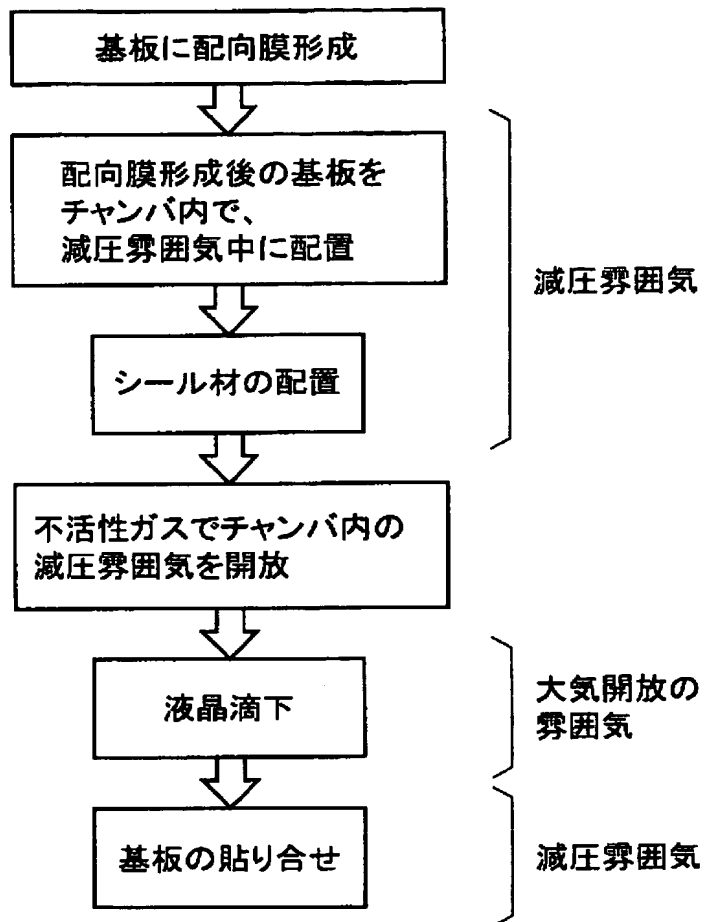 基板に配向膜形成
配向膜形成後の基板を
チャンバ内で、
減圧雰囲気中に配置
減圧雰囲気
シール材の配置
不活性ガスでチャンバ内の
減圧雰囲気を開放
液晶滴下
大気開放の
雰囲気
基板の貼り合せ
減圧雰囲気